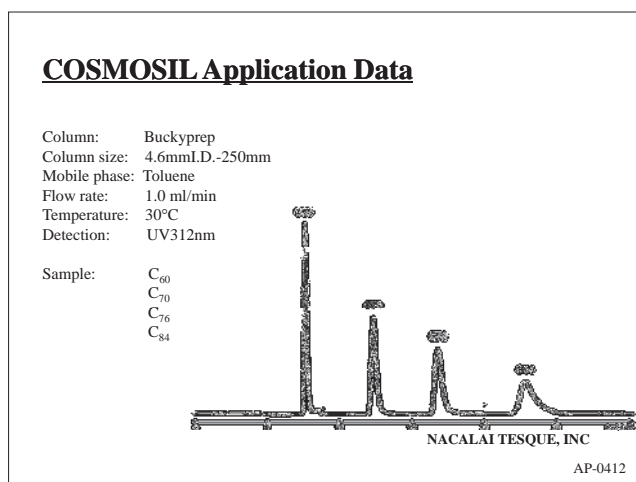 COSMOSIL Application Data
Column: Buckyprep
Column size: 4.6mmI.D.-250mm
Mobile phase: Toluene
Flow rate: 1.0 ml/min
Temperature: 30°C
Detection: UV312nm
Sample: C60
C70
C76
C84
NACALAI TESQUE, INC
AP-0412